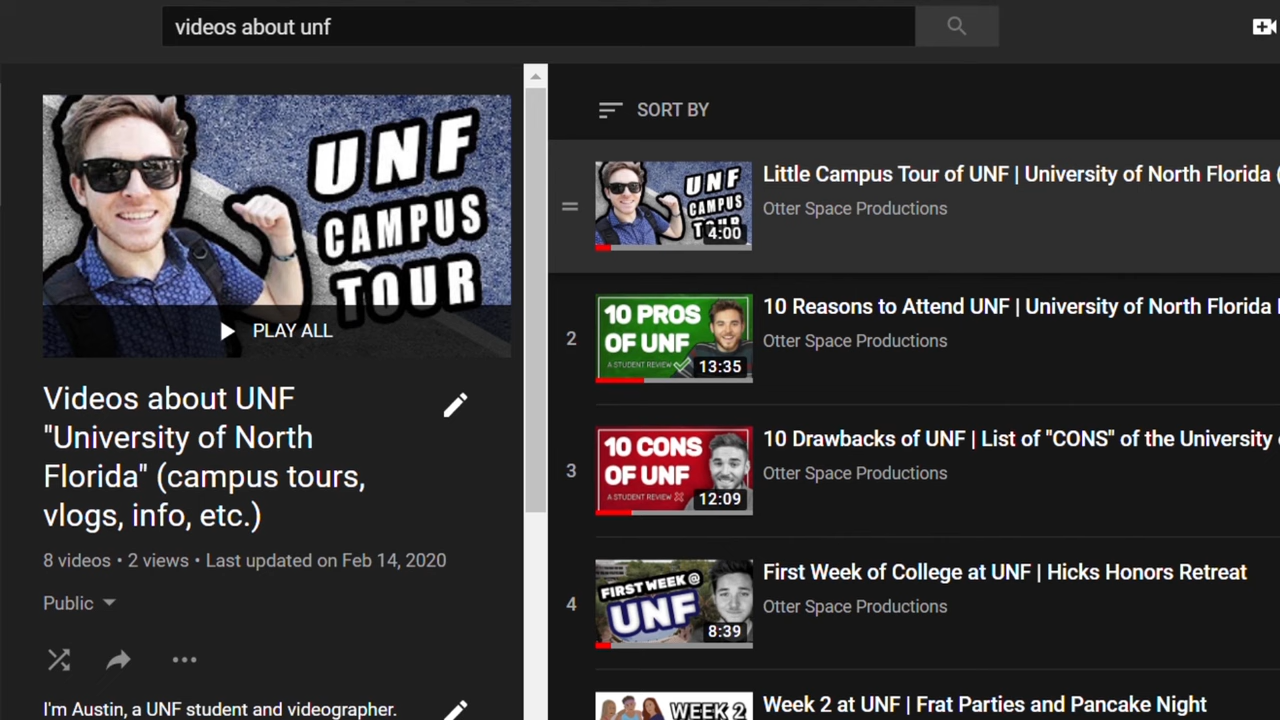 videos about unf
UNF
CAMPUS
TOUR
PLAY ALL
Videos about UNF
"University of North
Florida" (campus tours,
vlogs, info, etc.)
8 videos • 2 views • Last updated on Feb 14, 2020
Public
I'm Austin, a UNF student and videographer.
SORT BY
UNF
CAMPUS
TOUR
4:00
Little Campus Tour of UNF | University of North Florida (
Otter Space Productions
2
10 PROS
OF UNF
A STUDENT REVIEW
13:35
10 Reasons to Attend UNF | University of North Florida
Otter Space Productions
3
10 CONS
OF UNF
A STUDENT REVIEW
12:09
10 Drawbacks of UNF | List of "CONS" of the University
Otter Space Productions
4
FIRST WEEK @
UNF
8:39
First Week of College at UNF | Hicks Honors Retreat
Otter Space Productions
WEEK 2
Week 2 at UNF | Frat Parties and Pancake Night